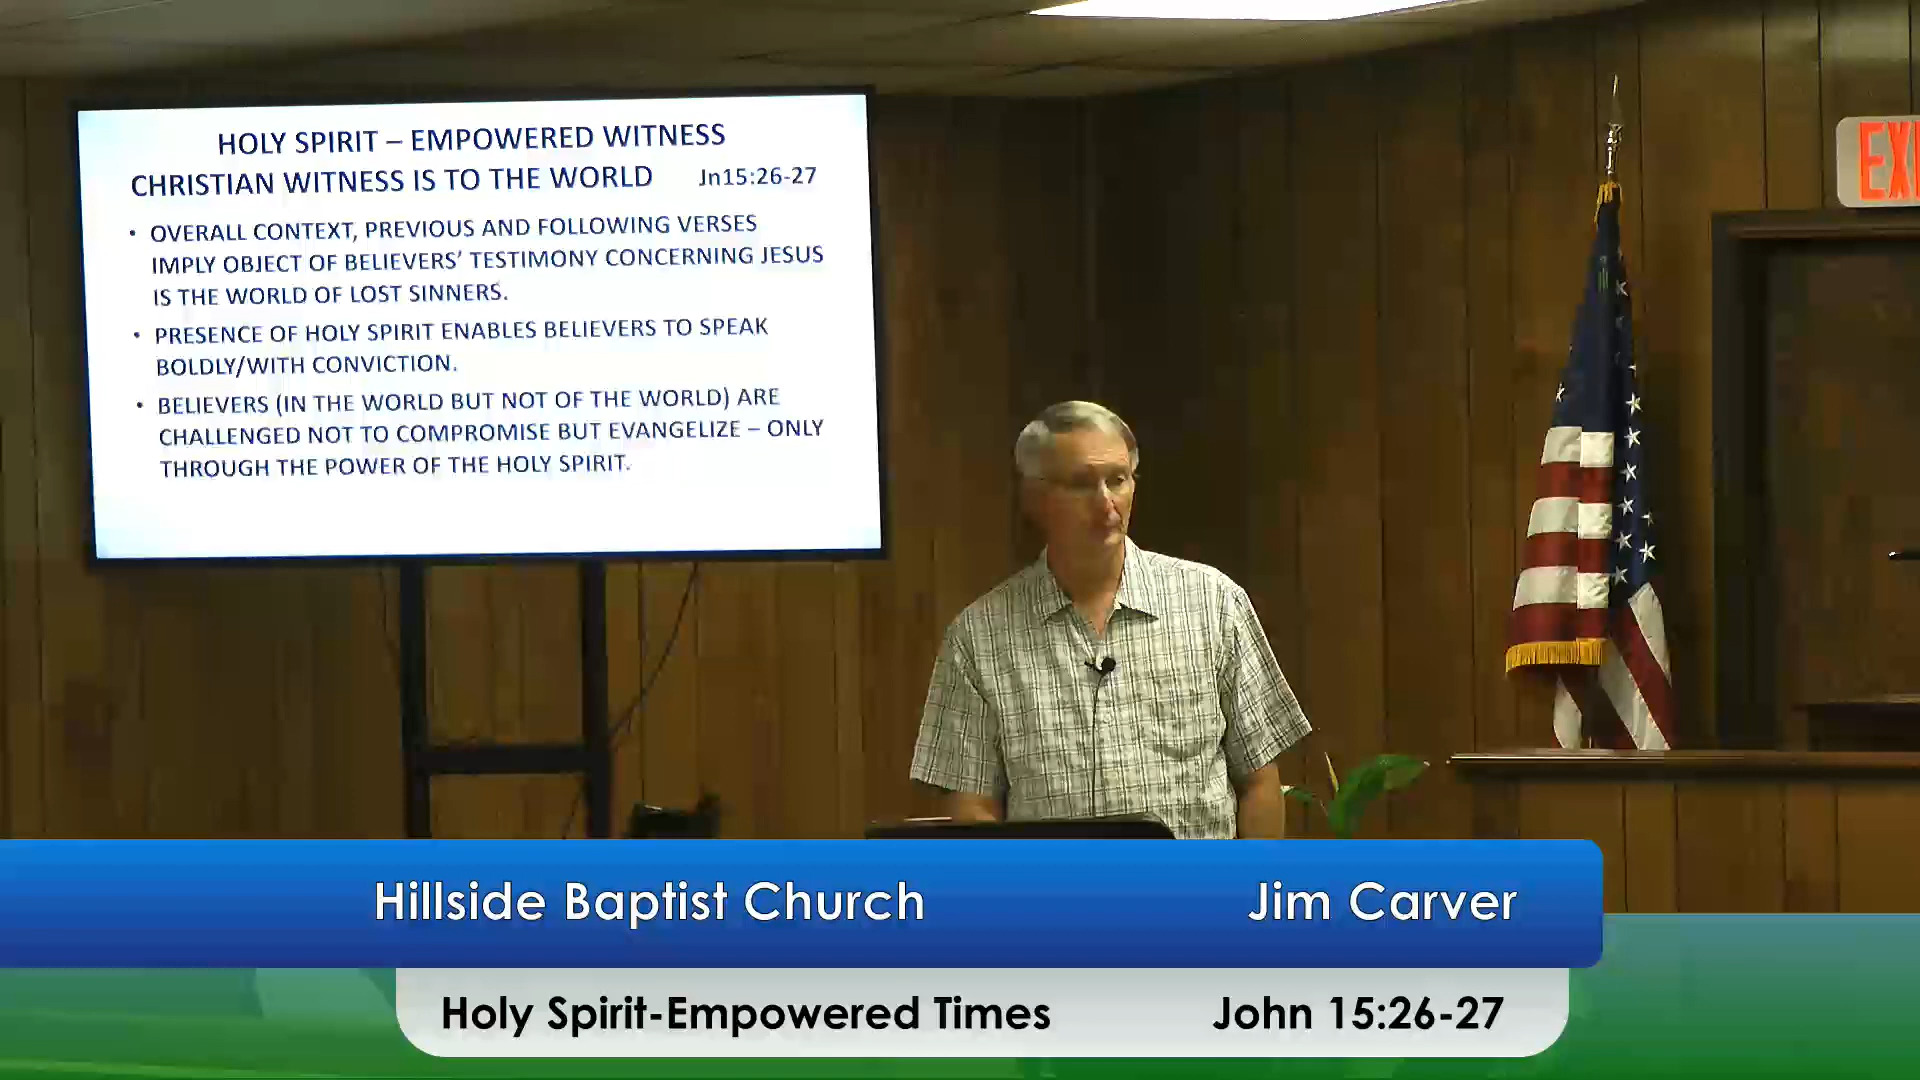 HOLY SPIRIT – EMPOWERED WITNESS
CHRISTIAN WITNESS IS TO THE WORLD Jn15:26-27
• OVERALL CONTEXT, PREVIOUS AND FOLLOWING VERSES
IMPLY OBJECT OF BELIEVERS’ TESTIMONY CONCERNING JESUS
IS THE WORLD OF LOST SINNERS.
• PRESENCE OF HOLY SPIRIT ENABLES BELIEVERS TO SPEAK
BOLDLY/WITH CONVICTION.
• BELIEVERS (IN THE WORLD BUT NOT OF THE WORLD) ARE
CHALLENGED NOT TO COMPROMISE BUT EVANGELIZE – ONLY
THROUGH THE POWER OF THE HOLY SPIRIT.
Hillside Baptist Church Jim Carver
Holy Spirit-Empowered Times John 15:26-27